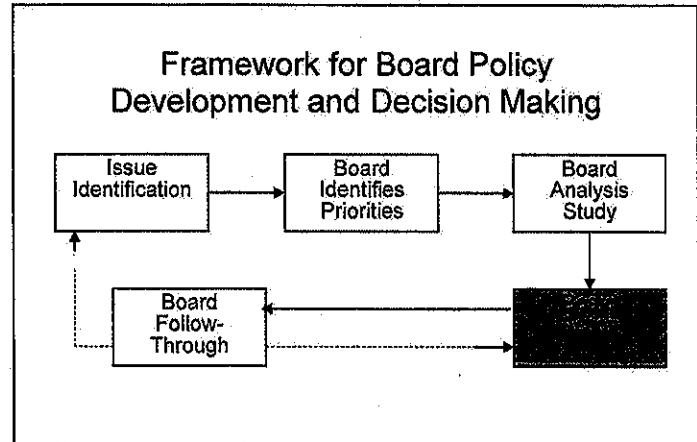 Framework for Board Policy
Development and Decision Making
Issue
Identification
Board
Identifies
Priorities
Board
Analysis
Study
Board
Follow-
Through